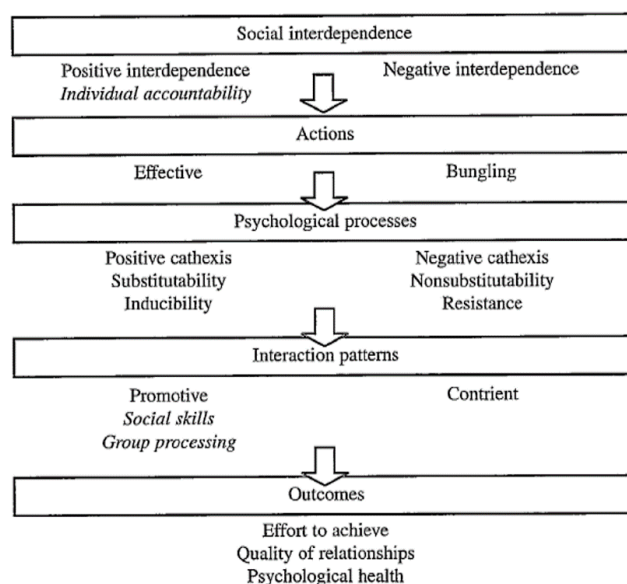 Social interdependence
Positive interdependence Negative interdependence
Individual accountability
Actions
Effective Bungling
Psychological processes
Positive cathexis Negative cathexis
Substitutability Nonsubstitutability
Inducibility Resistance
Interaction patterns
Promotive Contrient
Social skills
Group processing
Outcomes
Effort to achieve
Quality of relationships
Psychological health